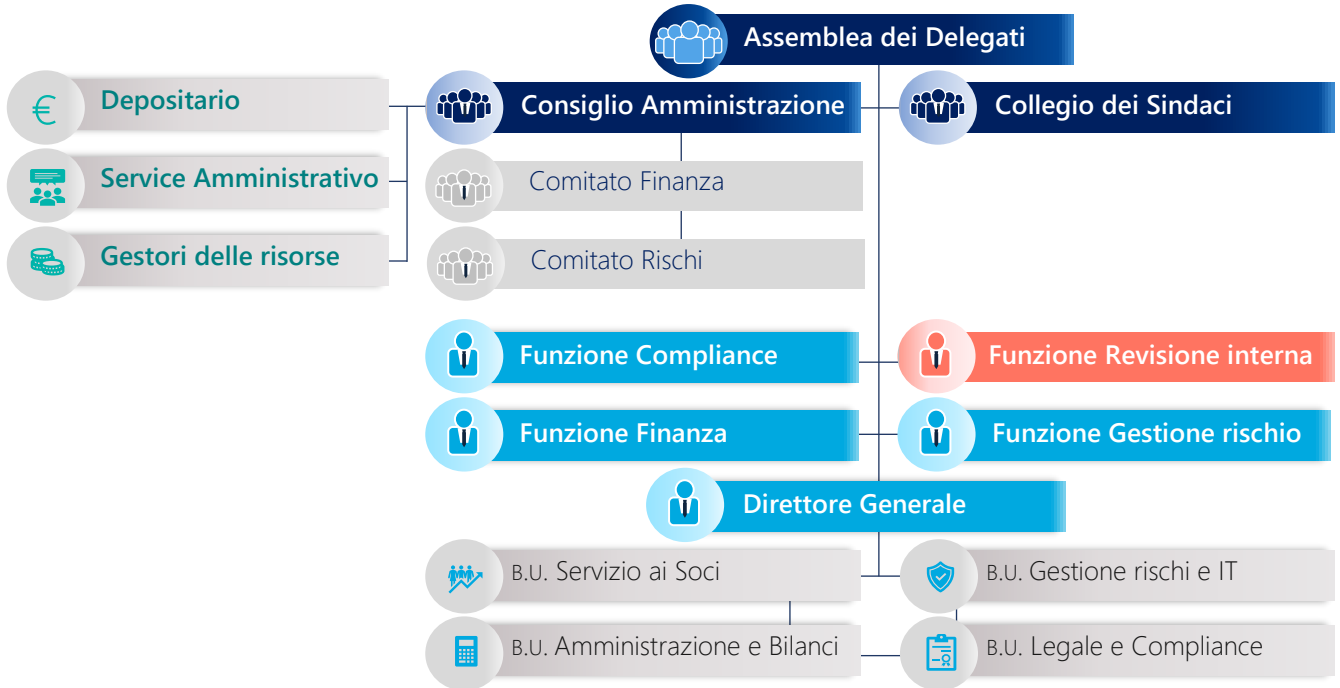 Assemblea dei Delegati
Depositario
Consiglio Amministrazione
Collegio dei Sindaci
Service Amministrativo
Comitato Finanza
Gestori delle risorse
Comitato Rischi
Funzione Compliance
Funzione Revisione interna
Funzione Finanza
Funzione Gestione rischio
Direttore Generale
B.U. Servizio ai Soci
B.U. Gestione rischi e IT
B.U. Amministrazione e Bilanci
B.U. Legale e Compliance